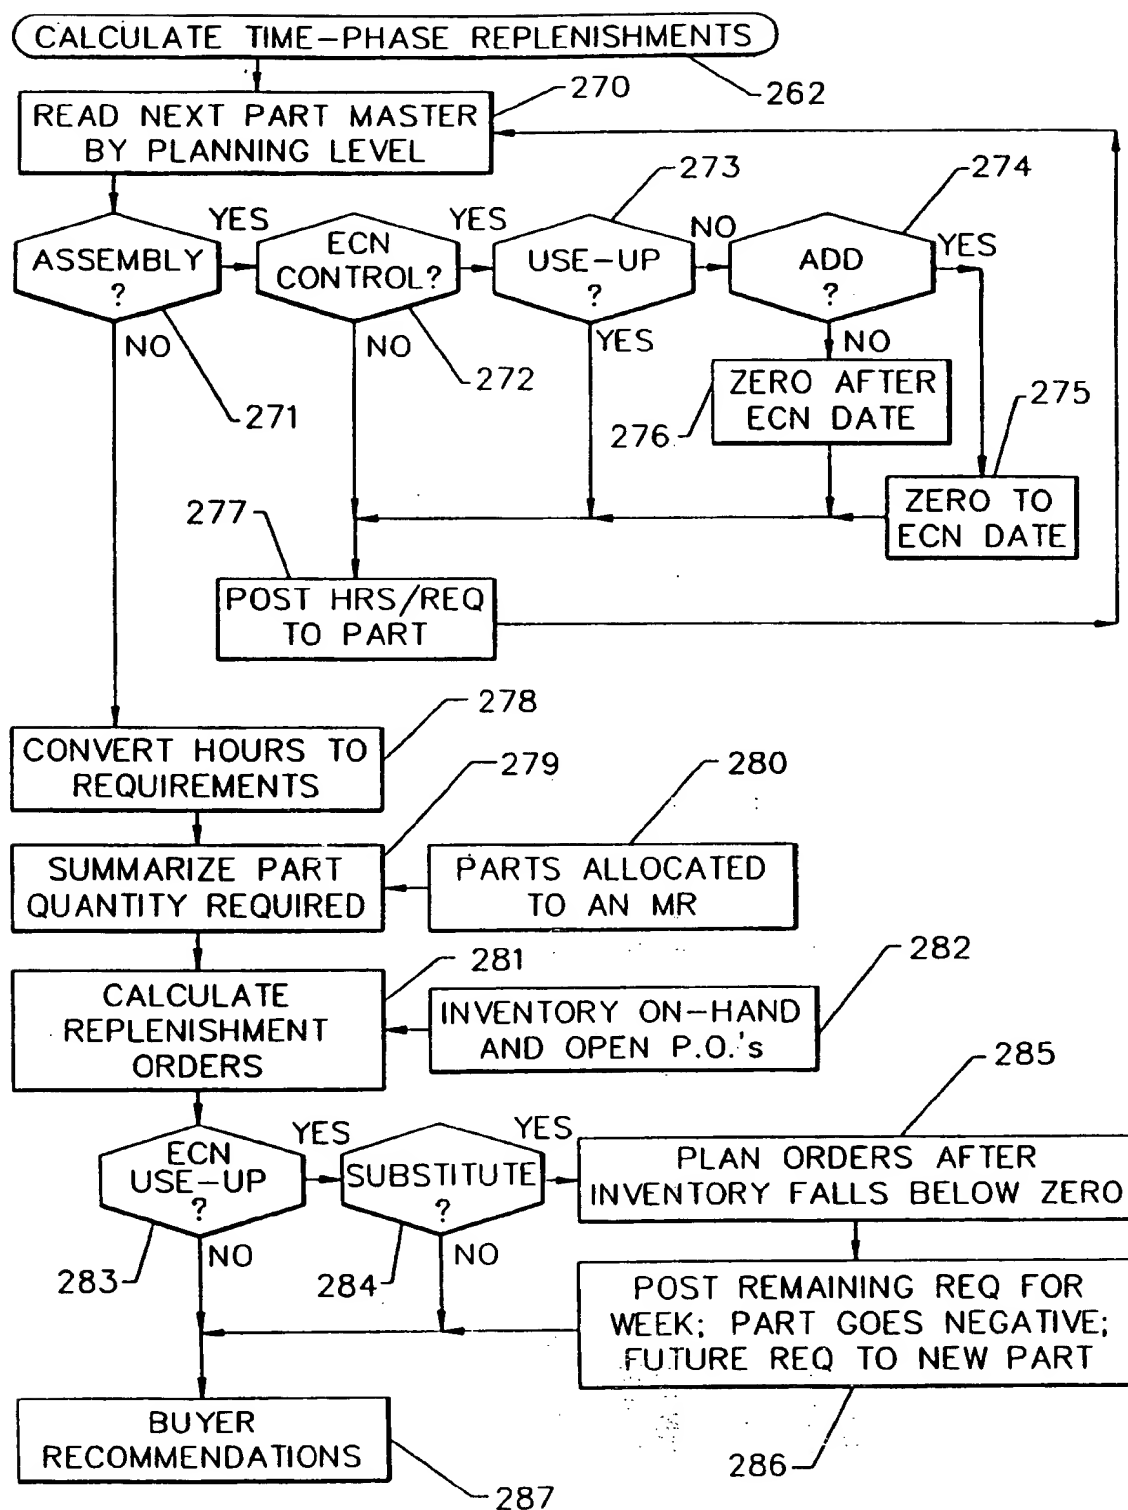 CALCULATE TIME-PHASE REPLENISHMENTS
262
270
READ NEXT PART MASTER
BY PLANNING LEVEL
273
274
YES
YES
NO
YES
ASSEMBLY
?
ECN
CONTROL?
USE-UP
?
ADD
?
NO
NO
YES
NO
271
272
276
275
ZERO AFTER
ECN DATE
ZERO TO
ECN DATE
277
POST HRS/REQ
TO PART
278
CONVERT HOURS TO
REQUIREMENTS
279
280
SUMMARIZE PART
QUANTITY REQUIRED
PARTS ALLOCATED
TO AN MR
281
282
CALCULATE
REPLENISHMENT
ORDERS
INVENTORY ON-HAND
AND OPEN P.O.'s
285
YES
YES
ECN
USE-UP
?
SUBSTITUTE
?
PLAN ORDERS AFTER
INVENTORY FALLS BELOW ZERO
NO
NO
283
284
POST REMAINING REQ FOR
WEEK; PART GOES NEGATIVE;
FUTURE REQ TO NEW PART
286
BUYER
RECOMMENDATIONS
287